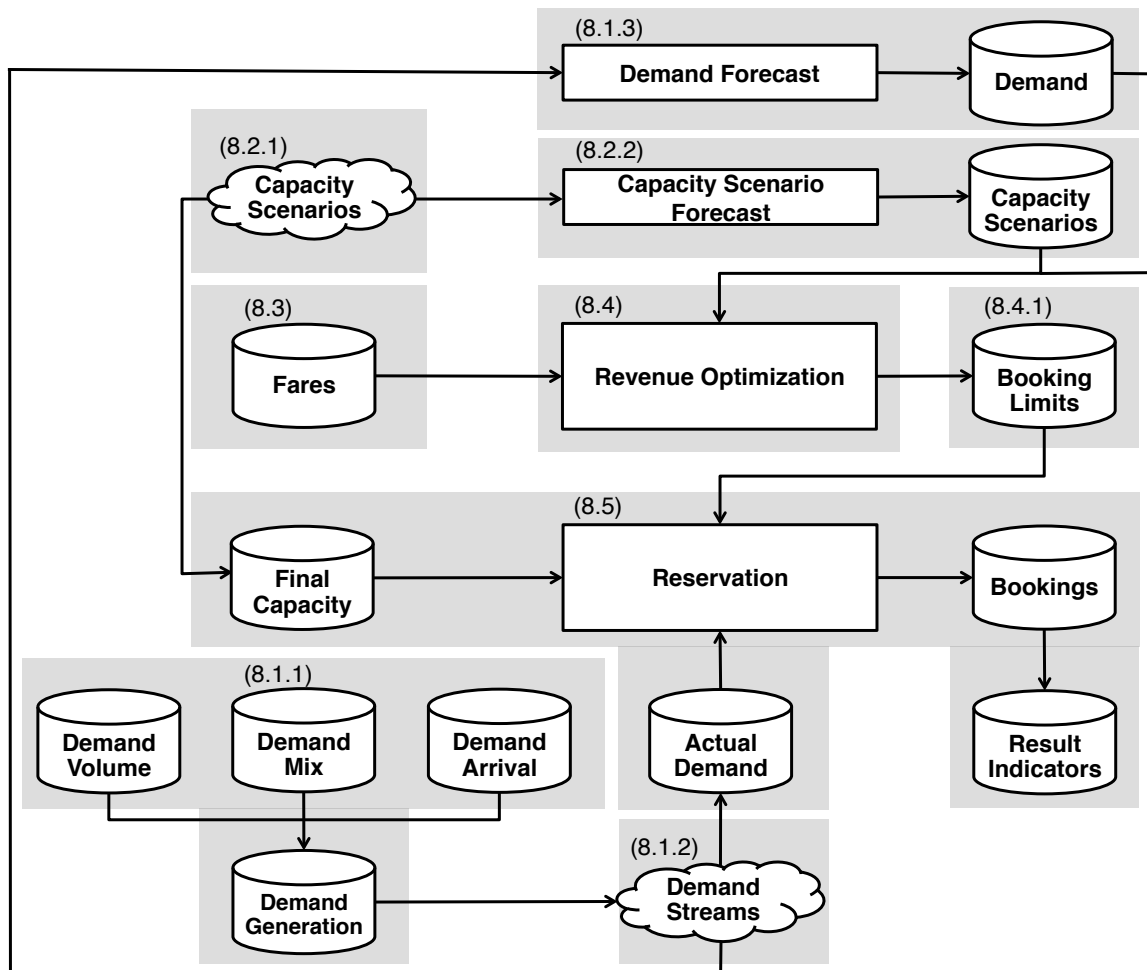 (8.1.3)
Demand Forecast
Demand
(8.2.1)
Capacity
Scenarios
(8.2.2)
Capacity Scenario
Forecast
Capacity
Scenarios
(8.3)
Fares
(8.4)
Revenue Optimization
(8.4.1)
Booking
Limits
(8.5)
Final
Capacity
Reservation
Bookings
(8.1.1)
Demand
Volume
Demand
Mix
Demand
Arrival
Actual
Demand
Result
Indicators
Demand
Generation
(8.1.2)
Demand
Streams